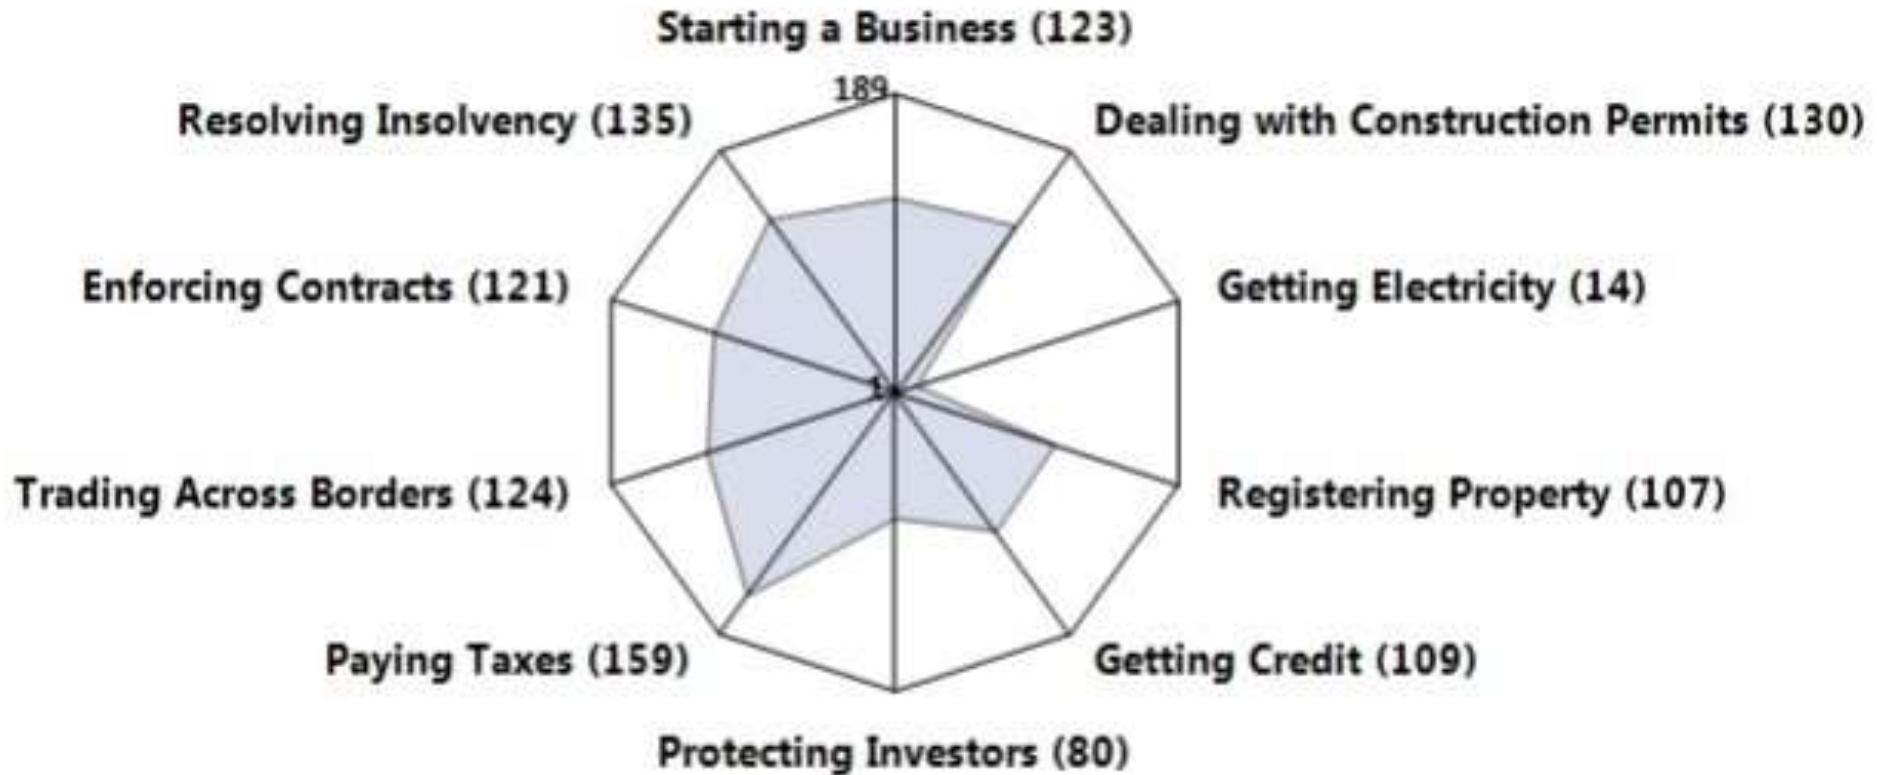 Starting a Business (123)
189
Resolving Insolvency (135)
Dealing with Construction Permits (130)
Enforcing Contracts (121)
Getting Electricity (14)
1
Trading Across Borders (124)
Registering Property (107)
Paying Taxes (159)
Getting Credit (109)
Protecting Investors (80)